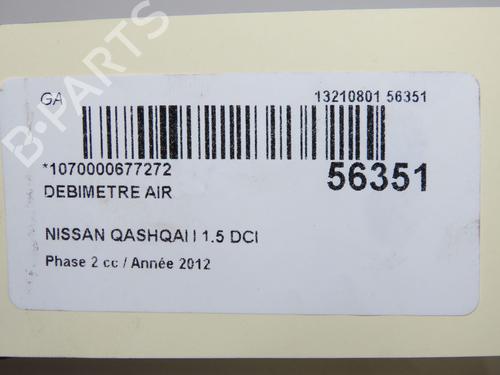 GA
13210801 56351
*1070000677272
56351
DEBIMETRE AIR
NISSAN QASHQAI I 1.5 DCI
Phase 2 cc / Année 2012
B-PARTS